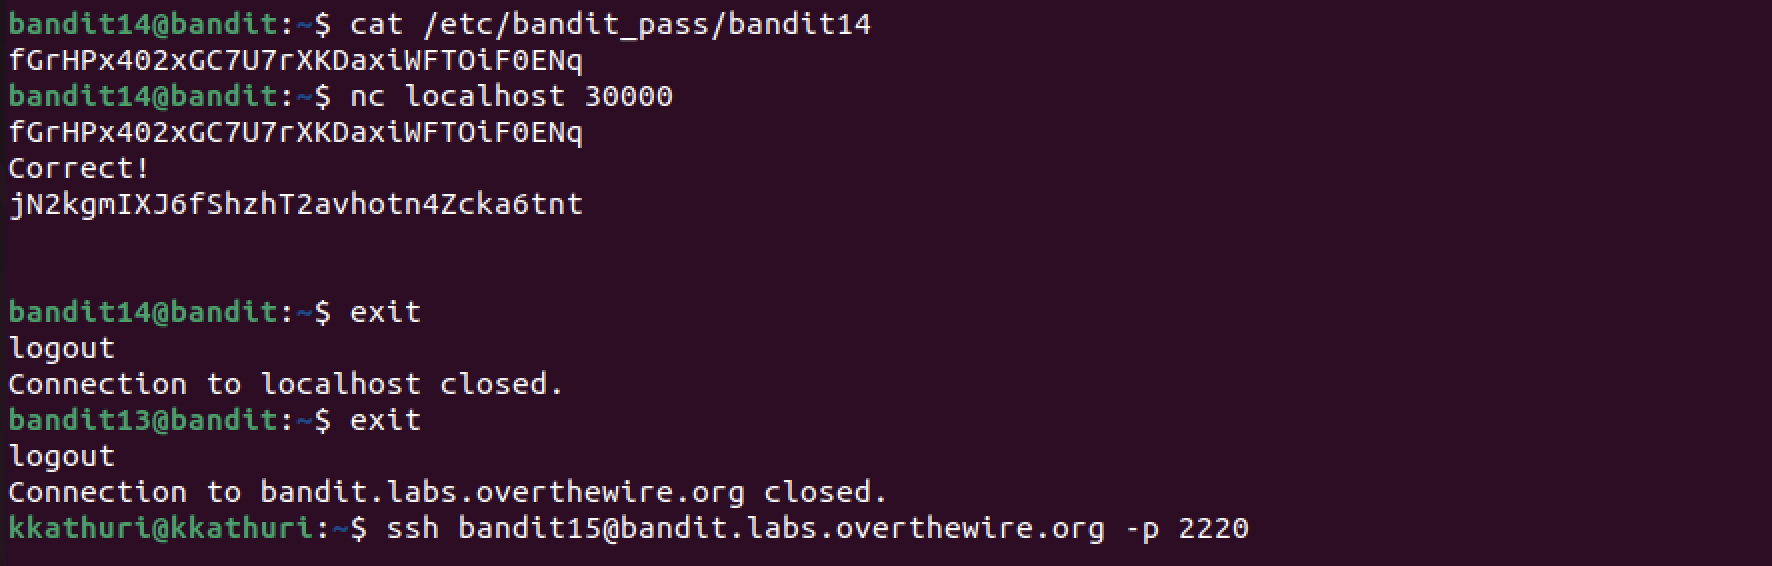 bandit14@bandit:~$ cat /etc/bandit_pass/bandit14
fGrHPx402xGC7U7rXKDaxiWFTOiF0ENq
bandit14@bandit:~$ nc localhost 30000
fGrHPx402xGC7U7rXKDaxiWFTOiF0ENq
Correct!
jN2kgmIXJ6fShzhT2avhotn4Zcka6tnt
bandit14@bandit:~$ exit
logout
Connection to localhost closed.
bandit13@bandit:~$ exit
logout
Connection to bandit.labs.overthewire.org closed.
kkathuri@kkathuri:~$ ssh bandit15@bandit.labs.overthewire.org -p 2220